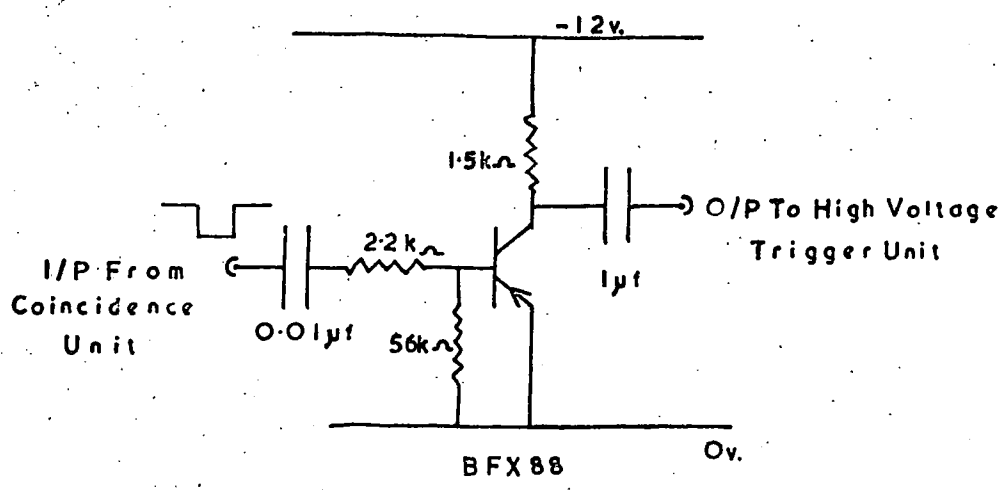 -12v.
1.5kΩ
O/P To High Voltage
Trigger Unit
2.2kΩ
1μf
I/P From
Coincidence
Unit
0.01μf
56kΩ
0v.
BFX88